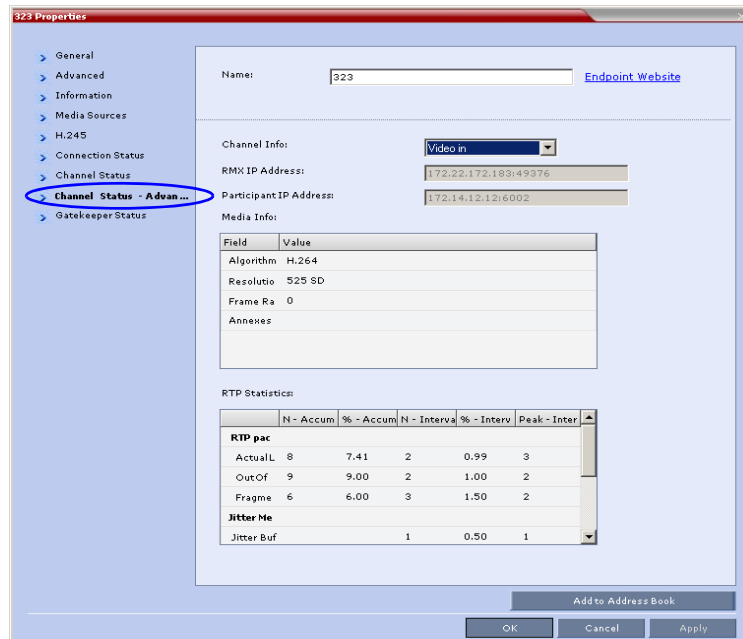 323 Properties
General
Advanced
Information
Media Sources
H.245
Connection Status
Channel Status
Channel Status - Advan...
Gatekeeper Status
Name: 323 Endpoint Website
Channel Info: Video in
RMX IP Address: 172.22.172.183:49376
Participant IP Address: 172.14.12.12:6002
Media Info:
Field Value
Algorithm H.264
Resolutio 525 SD
Frame Ra 0
Annexes
RTP Statistics:
N - Accum % - Accum N - Interva % - Interv Peak - Inter
RTP pac
ActualL 8 7.41 2 0.99 3
OutOf 9 9.00 2 1.00 2
Fragme 6 6.00 3 1.50 2
Jitter Me
Jitter Buf 1 0.50 1
Add to Address Book
OK Cancel Apply